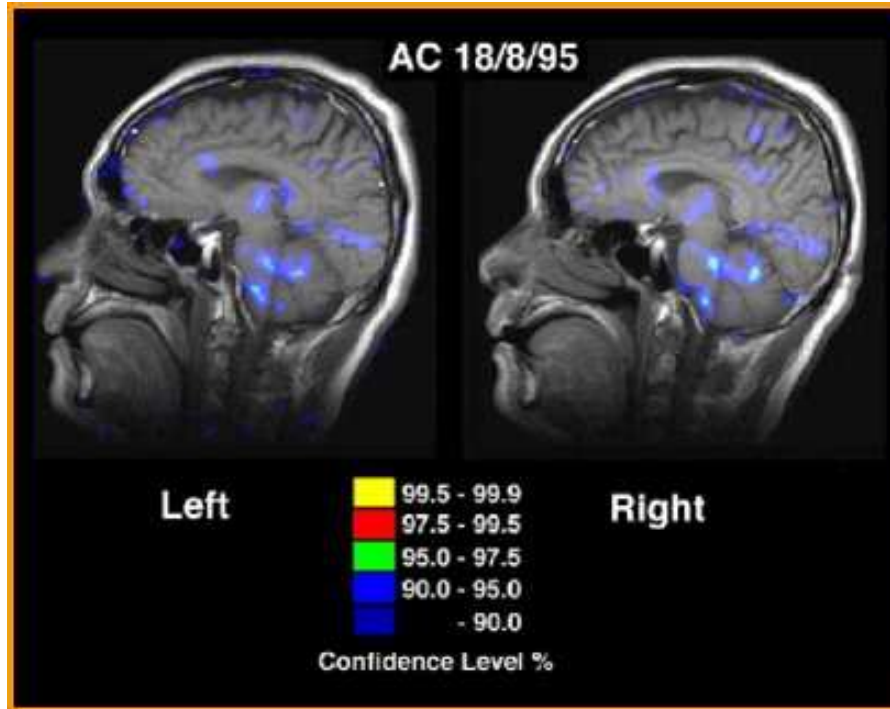 AC 18/8/95
Left
Right
99.5 - 99.9
97.5 - 99.5
95.0 - 97.5
90.0 - 95.0
- 90.0
Confidence Level %